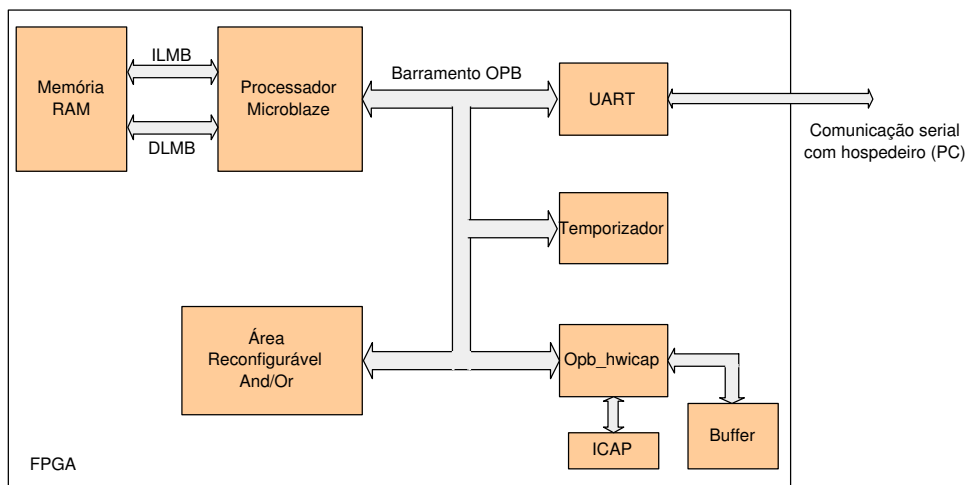 ILMB
Memória
RAM
DLMB
Processador
Microblaze
Barramento OPB
UART
Comunicação serial
com hospedeiro (PC)
Temporizador
Área
Reconfigurável
And/Or
Opb_hwicap
ICAP
Buffer
FPGA